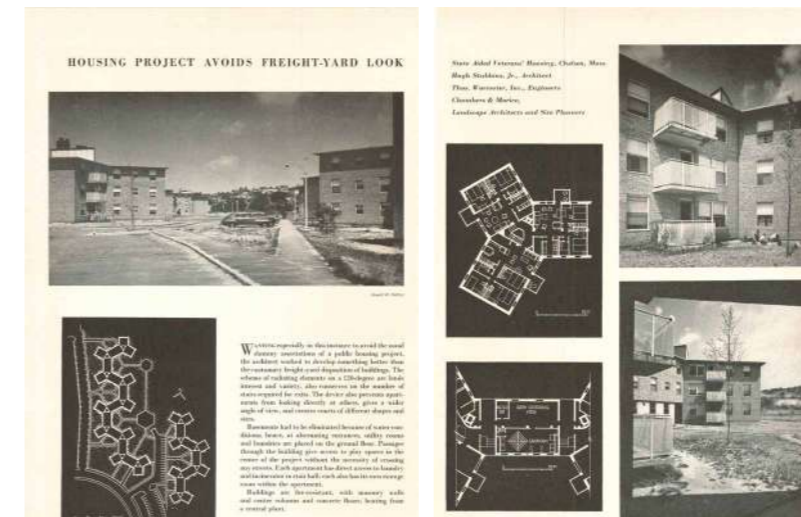 HOUSING PROJECT AVOIDS FREIGHT-YARD LOOK
WANTING especially in this instance to avoid the usual
dummy associations of a public housing project,
the architect worked to develop something better than
the customary freight-yard disposition of buildings. The
scheme of radiating elements on a 120-degree arc lends
interest and variety, also conserves on the number of
stairs required for exits. The device also prevents apart-
ments from looking directly at others, gives a wider
angle of view, and creates courts of different shapes and
sizes.
Basements had to be eliminated because of water con-
ditions; hence, at alternating entrances, utility rooms
and laundries are placed on the ground floor. Passages
through the building give access to play spaces in the
center of the project without the necessity of crossing
any streets. Each apartment has direct access to laundry
and incinerator in stair hall; each also has its own storage
room within the apartment.
Buildings are fire-resistant, with masonry walls
and center columns and concrete floors; heating from
a central plant.
State Aided Veterans' Housing, Chelsea, Mass.
Hugh Stubbins, Jr., Architect
Thos. Worcester, Inc., Engineers
Chambers & Moriece,
Landscape Architects and Site Planners